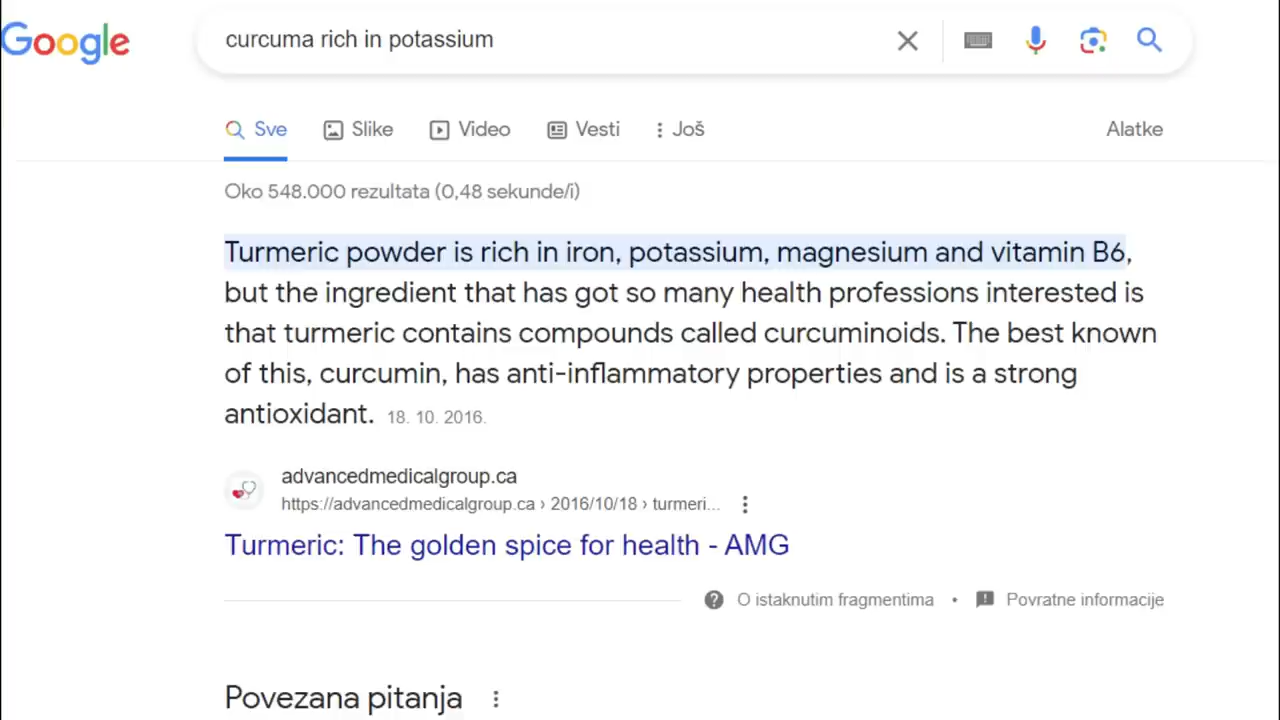 Google
curcuma rich in potassium
Sve Slike Video Vesti Još Alatke
Oko 548.000 rezultata (0,48 sekunde/i)
Turmeric powder is rich in iron, potassium, magnesium and vitamin B6,
but the ingredient that has got so many health professions interested is
that turmeric contains compounds called curcuminoids. The best known
of this, curcumin, has anti-inflammatory properties and is a strong
antioxidant. 18. 10. 2016.
advancedmedicalgroup.ca
https://advancedmedicalgroup.ca › 2016/10/18 › turmeri...
Turmeric: The golden spice for health - AMG
O istaknutim fragmentima • Povratne informacije
Povezana pitanja